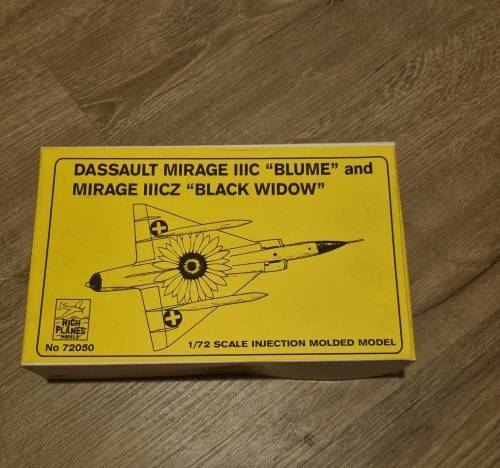 DASSAULT MIRAGE IIIC “BLUME” and
MIRAGE IIICZ “BLACK WIDOW”
HIGH
PLANES
"MODELS"
No 72050
1/72 SCALE INJECTION MOLDED MODEL